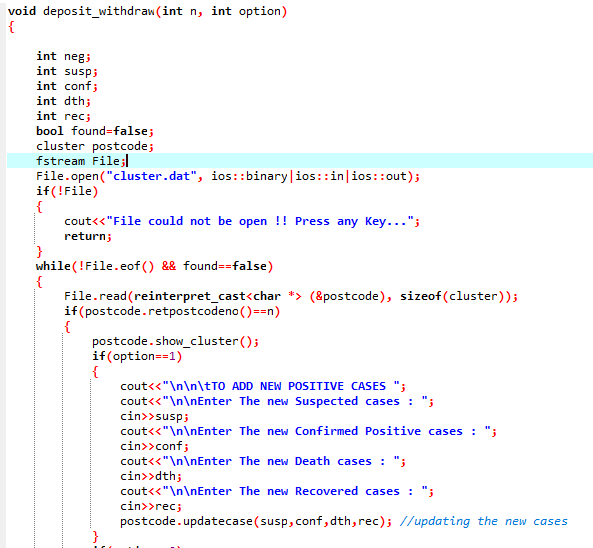 void deposit_withdraw(int n, int option)
{
int neg;
int susp;
int conf;
int dth;
int rec;
bool found=false;
cluster postcode;
fstream File;
File.open("cluster.dat", ios::binary|ios::in|ios::out);
if(!File)
{
cout<<"File could not be open !! Press any Key...";
return;
}
while(!File.eof() && found==false)
{
File.read(reinterpret_cast<char *> (&postcode), sizeof(cluster));
if(postcode.retpostcodeno()==n)
{
postcode.show_cluster();
if(option==1)
{
cout<<"\n\n\tTO ADD NEW POSITIVE CASES ";
cout<<"\n\nEnter The new Suspected cases : ";
cin>>susp;
cout<<"\n\nEnter The new Confirmed Positive cases : ";
cin>>conf;
cout<<"\n\nEnter The new Death cases : ";
cin>>dth;
cout<<"\n\nEnter The new Recovered cases : ";
cin>>rec;
postcode.updatecase(susp,conf,dth,rec); //updating the new cases
}